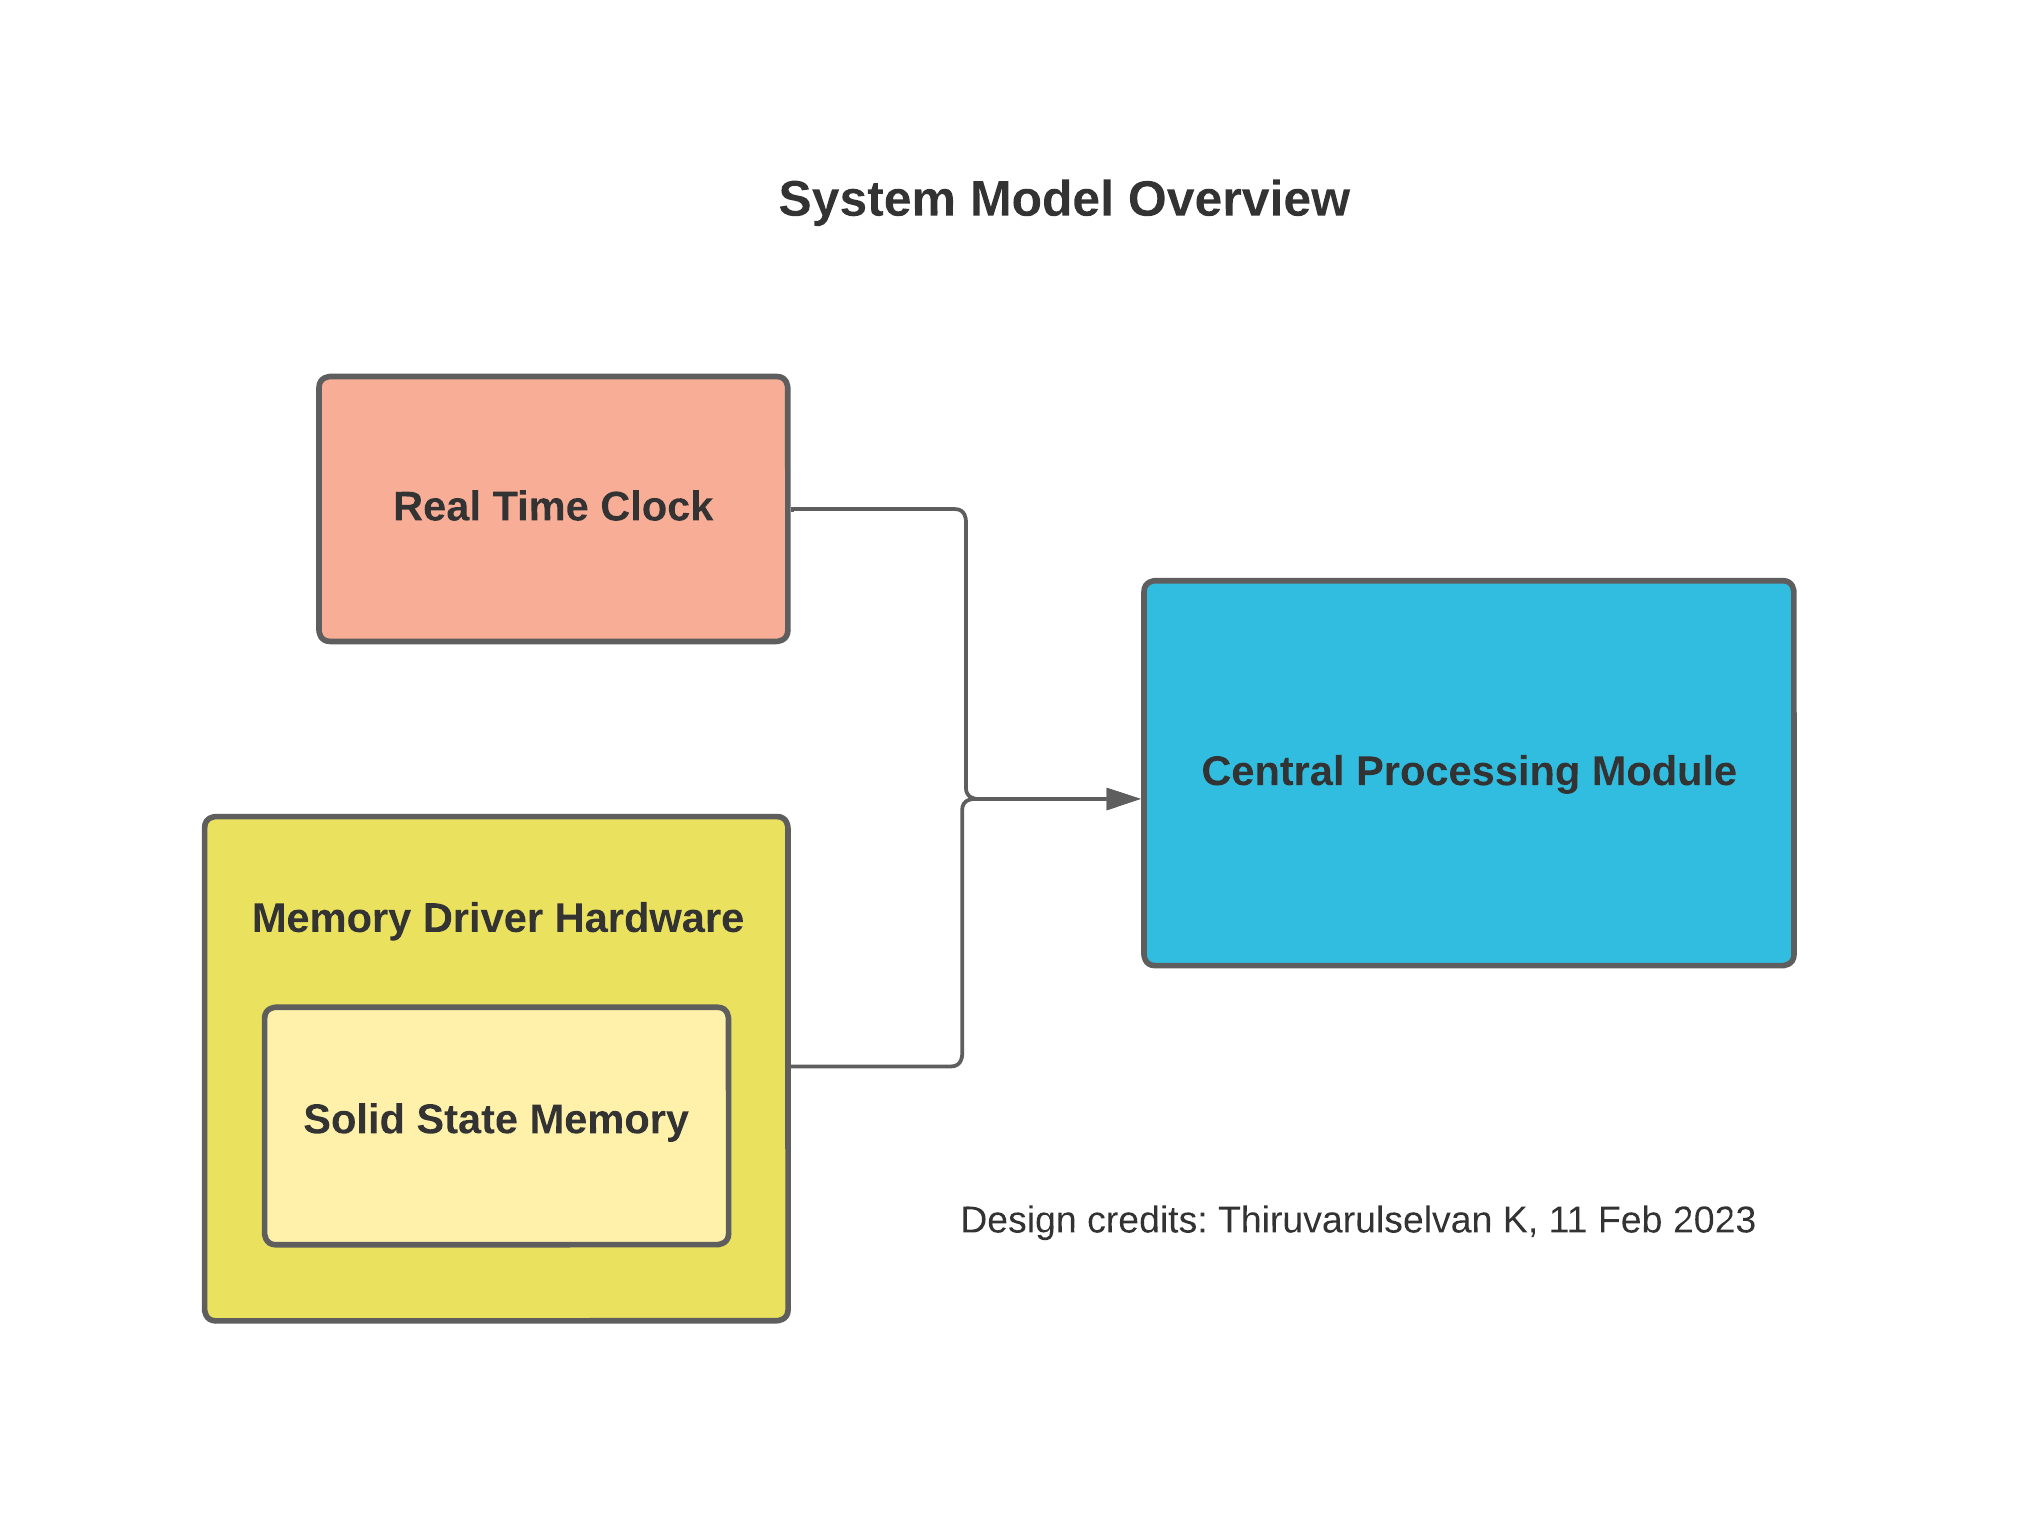 System Model Overview
Real Time Clock
Central Processing Module
Memory Driver Hardware
Solid State Memory
Design credits: Thiruvarulselvan K, 11 Feb 2023